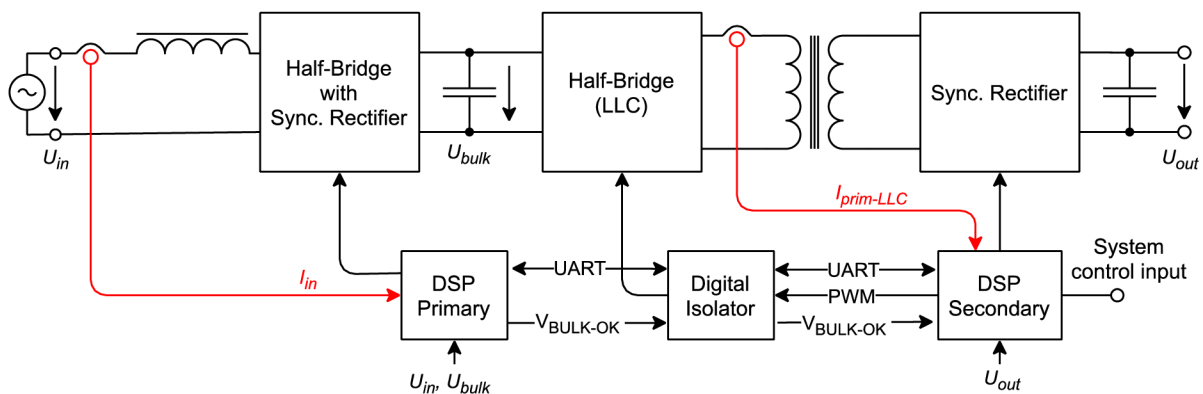 Half-Bridge
with
Sync. Rectifier
Half-Bridge
(LLC)
Sync. Rectifier
U_in
U_bulk
U_out
I_prim-LLC
I_in
DSP
Primary
UART
V_BULK-OK
Digital
Isolator
UART
PWM
V_BULK-OK
DSP
Secondary
System
control input
U_in, U_bulk
U_out